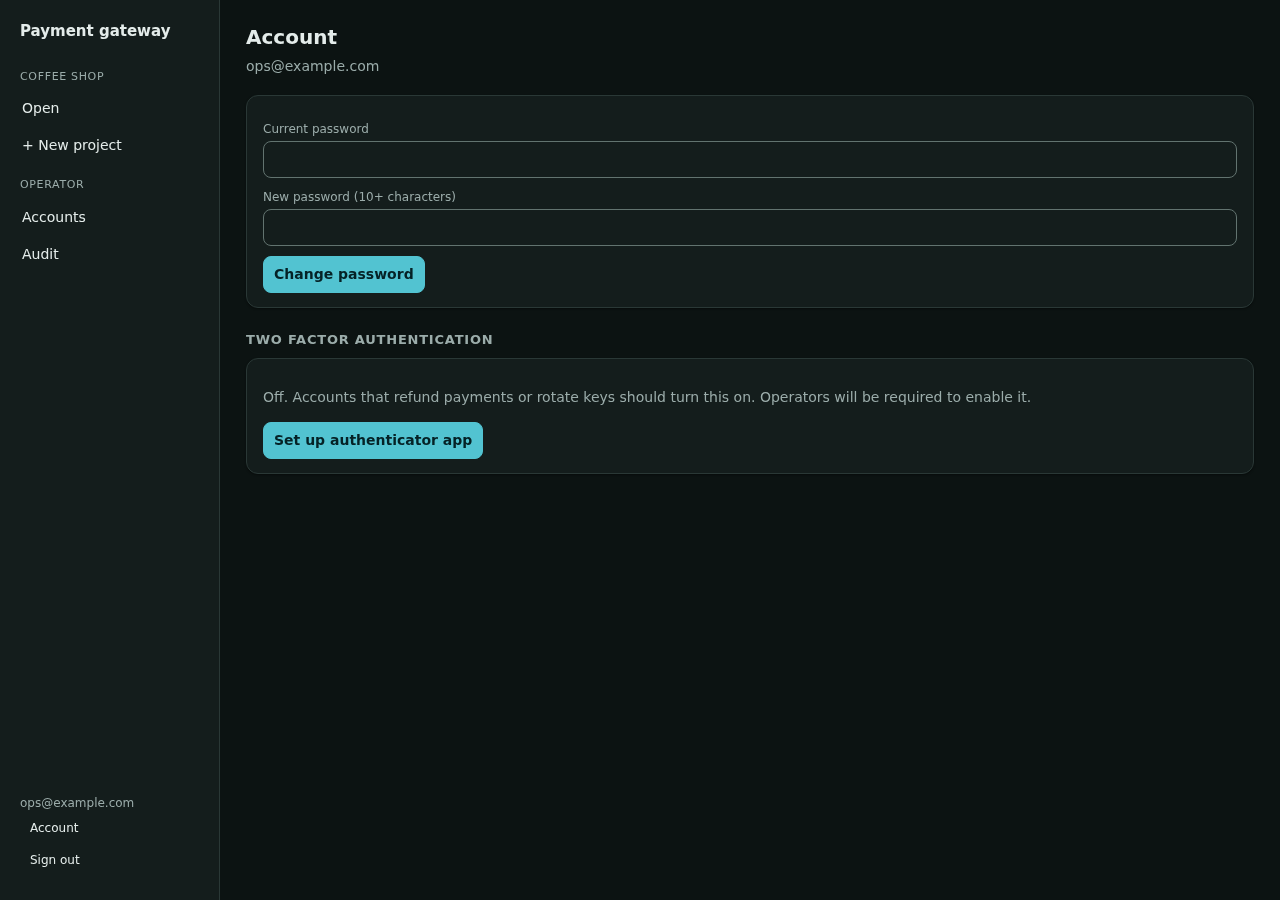 Payment gateway
COFFEE SHOP
Open
+ New project
OPERATOR
Accounts
Audit
ops@example.com
Account
Sign out
Account
ops@example.com
Current password
New password (10+ characters)
Change password
TWO FACTOR AUTHENTICATION
Off. Accounts that refund payments or rotate keys should turn this on. Operators will be required to enable it.
Set up authenticator app